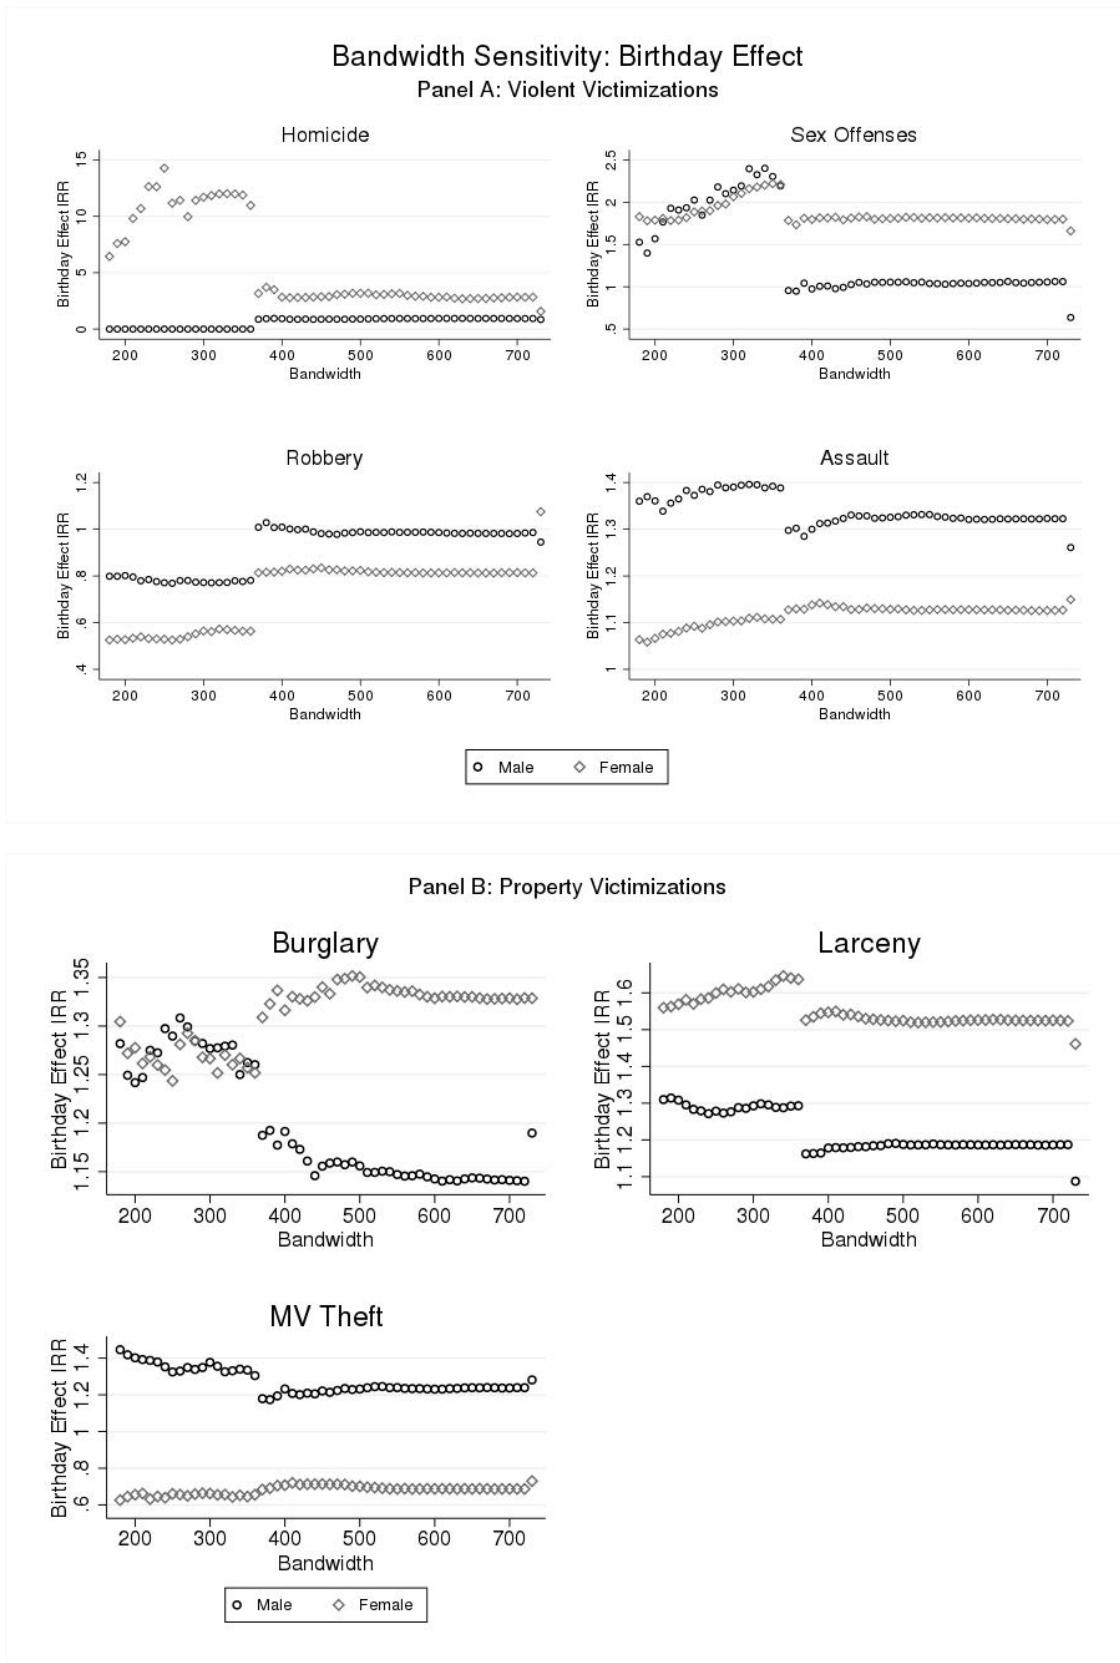 Bandwidth Sensitivity: Birthday Effect
Panel A: Violent Victimizations
Homicide
Birthday Effect IRR
0 5 10 15
200 300 400 500 600 700
Bandwidth
Sex Offenses
Birthday Effect IRR
.5 1 1.5 2 2.5
200 300 400 500 600 700
Bandwidth
Robbery
Birthday Effect IRR
.4 .6 .8 1 1.2
200 300 400 500 600 700
Bandwidth
Assault
Birthday Effect IRR
1 1.1 1.2 1.3 1.4
200 300 400 500 600 700
Bandwidth
Male Female
Panel B: Property Victimizations
Burglary
Birthday Effect IRR
1.15 1.2 1.25 1.3 1.35
200 300 400 500 600 700
Bandwidth
Larceny
Birthday Effect IRR
1.1 1.2 1.3 1.4 1.5 1.6
200 300 400 500 600 700
Bandwidth
MV Theft
Birthday Effect IRR
.6 .8 1 1.2 1.4
200 300 400 500 600 700
Bandwidth
Male Female